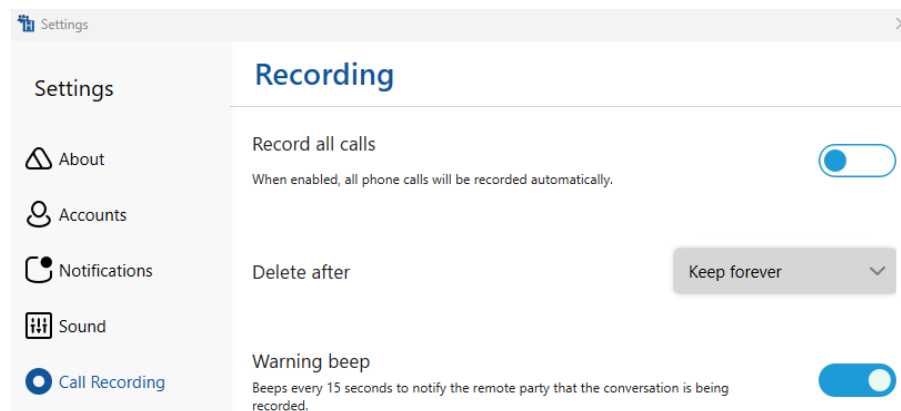 Settings
Settings
About
Accounts
Notifications
Sound
Call Recording
Recording
Record all calls
When enabled, all phone calls will be recorded automatically.
Delete after
Keep forever
Warning beep
Beeps every 15 seconds to notify the remote party that the conversation is being
recorded.